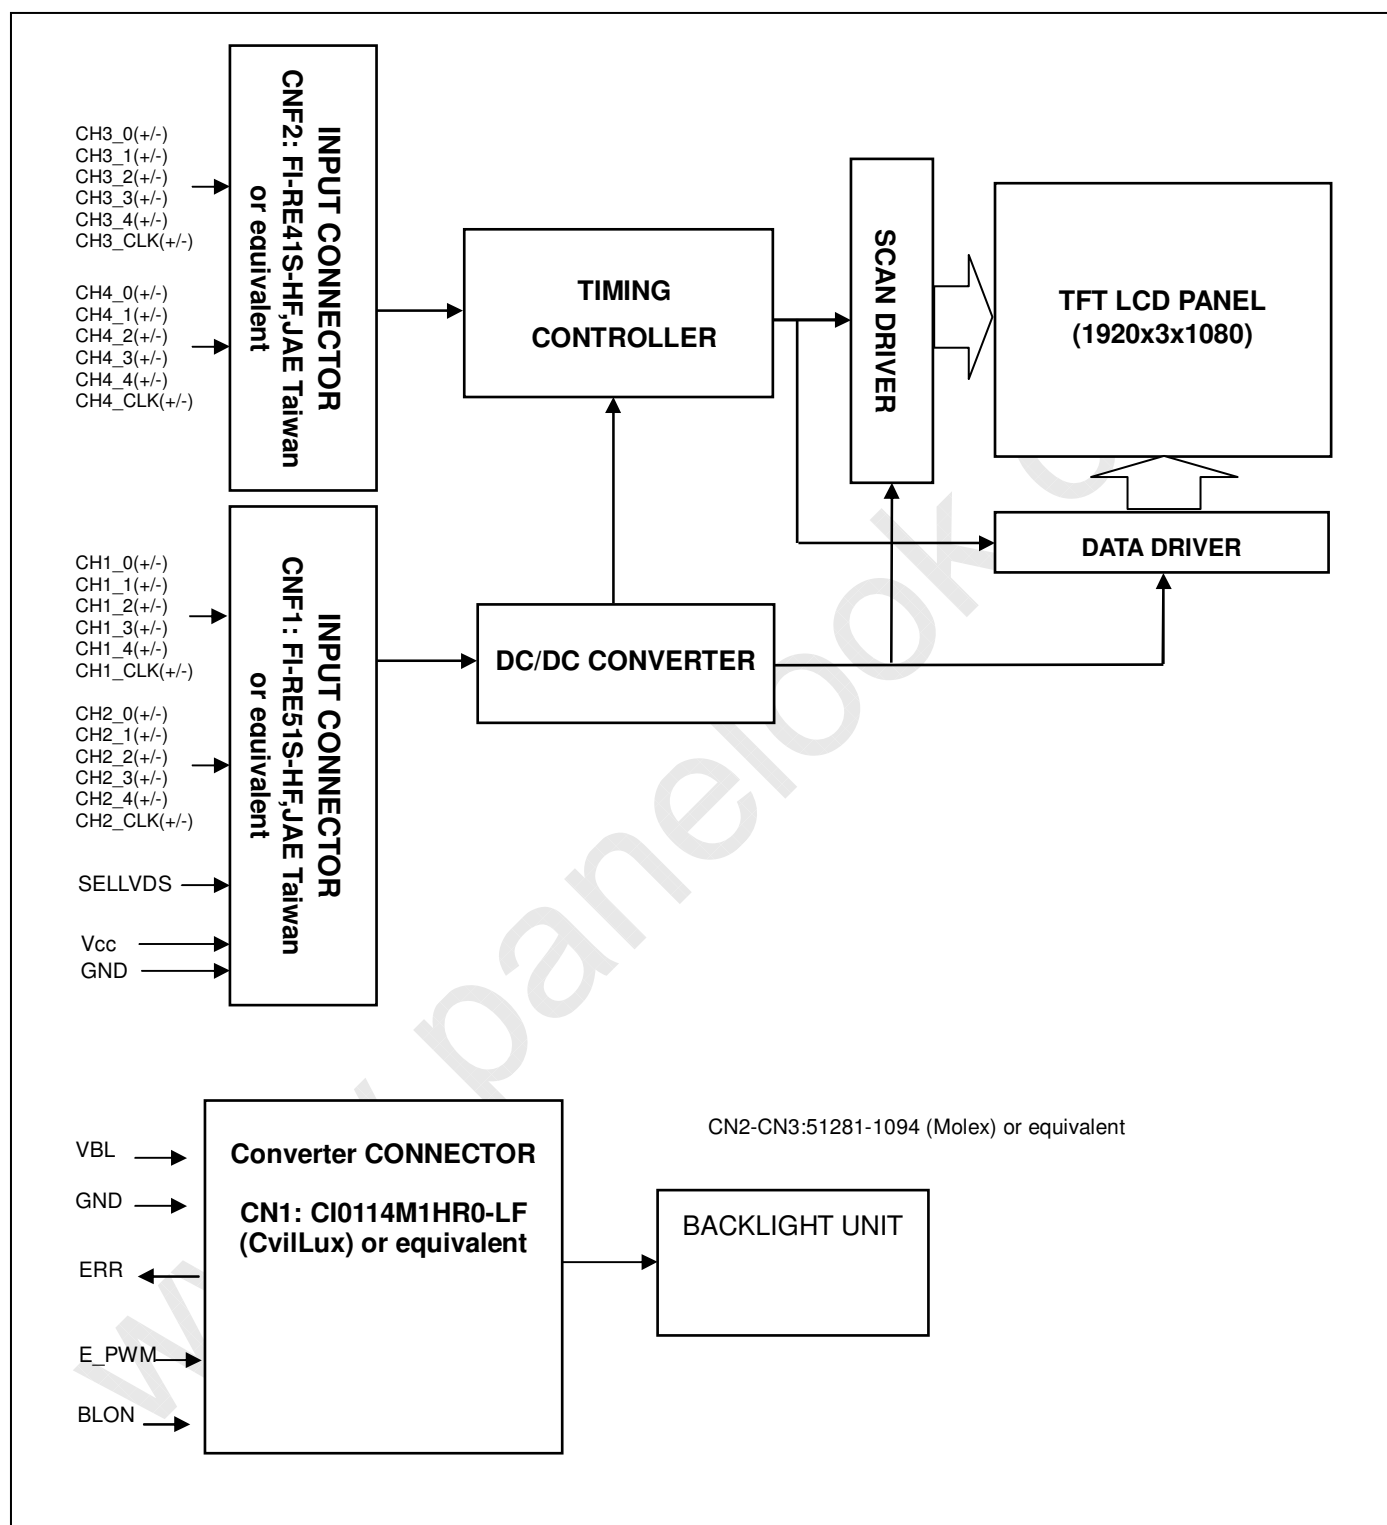 CH3_0(+/-)
CH3_1(+/-)
CH3_2(+/-)
CH3_3(+/-)
CH3_4(+/-)
CH3_CLK(+/-)
CH4_0(+/-)
CH4_1(+/-)
CH4_2(+/-)
CH4_3(+/-)
CH4_4(+/-)
CH4_CLK(+/-)
INPUT CONNECTOR
CNF2: FI-RE41S-HF,JAE Taiwan
or equivalent
TIMING
CONTROLLER
SCAN DRIVER
TFT LCD PANEL
(1920x3x1080)
DATA DRIVER
CH1_0(+/-)
CH1_1(+/-)
CH1_2(+/-)
CH1_3(+/-)
CH1_4(+/-)
CH1_CLK(+/-)
CH2_0(+/-)
CH2_1(+/-)
CH2_2(+/-)
CH2_3(+/-)
CH2_4(+/-)
CH2_CLK(+/-)
SELLVDS
Vcc
GND
INPUT CONNECTOR
CNF1: FI-RE51S-HF,JAE Taiwan
or equivalent
DC/DC CONVERTER
VBL
GND
ERR
E_PWM
BLON
Converter CONNECTOR
CN1: CI0114M1HR0-LF
(CvilLux) or equivalent
CN2-CN3:51281-1094 (Molex) or equivalent
BACKLIGHT UNIT
panelook